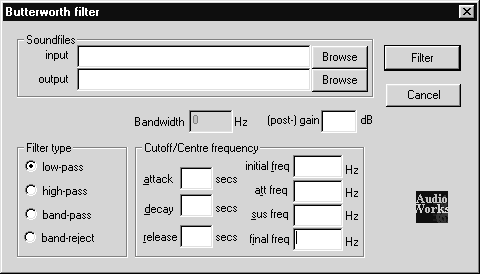 Butterworth filter
Soundfiles
input Browse Filter
output Browse
Cancel
Bandwidth 0 Hz (post-) gain dB
Filter type Cutoff/Centre frequency
low-pass attack secs initial freq Hz
high-pass att freq Hz
decay secs
band-pass sus freq Hz
band-reject release secs final freq Hz
Audio
Works